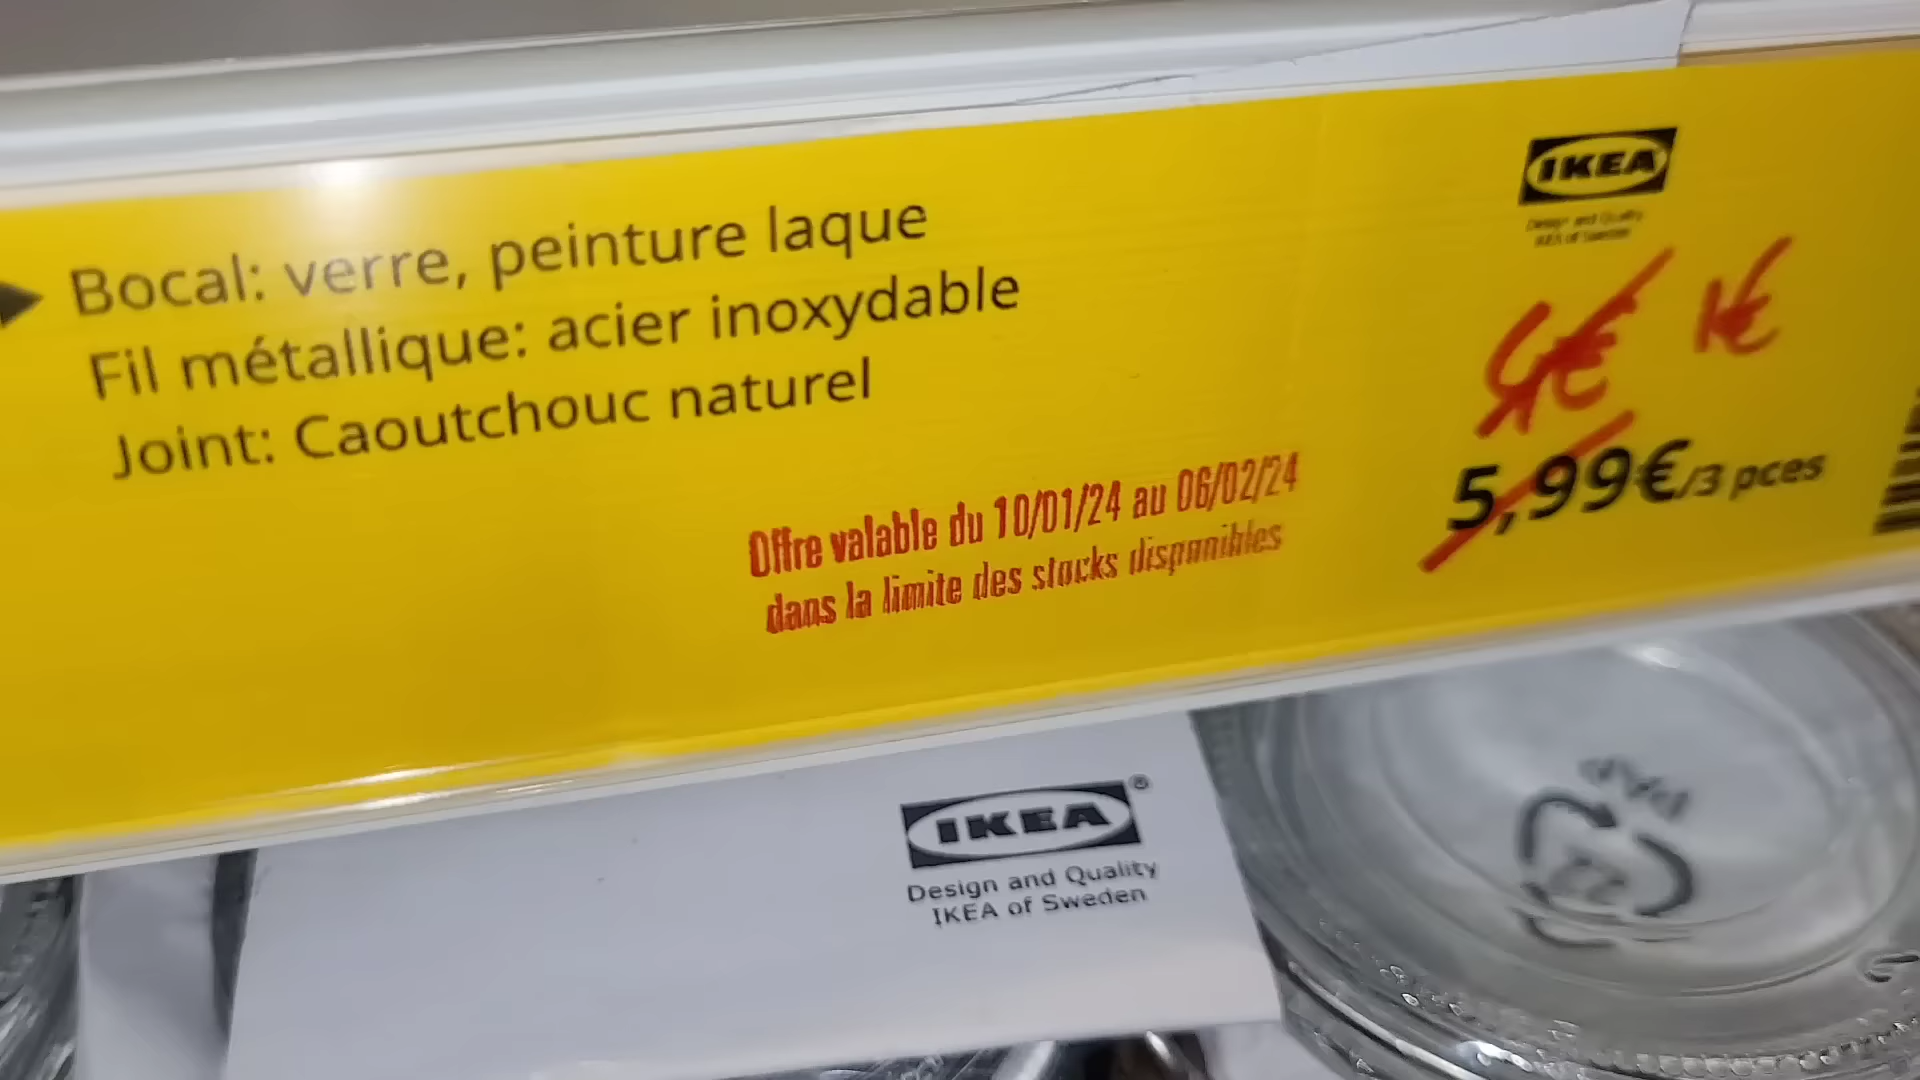 Bocal: verre, peinture laque
Fil métallique: acier inoxydable
Joint: Caoutchouc naturel
Offre valable du 10/01/24 au 06/02/24
dans la limite des stocks disponibles
IKEA
Design and Quality
IKEA of Sweden
4€ 1€
5,99€/3 pces
IKEA®
Design and Quality
IKEA of Sweden